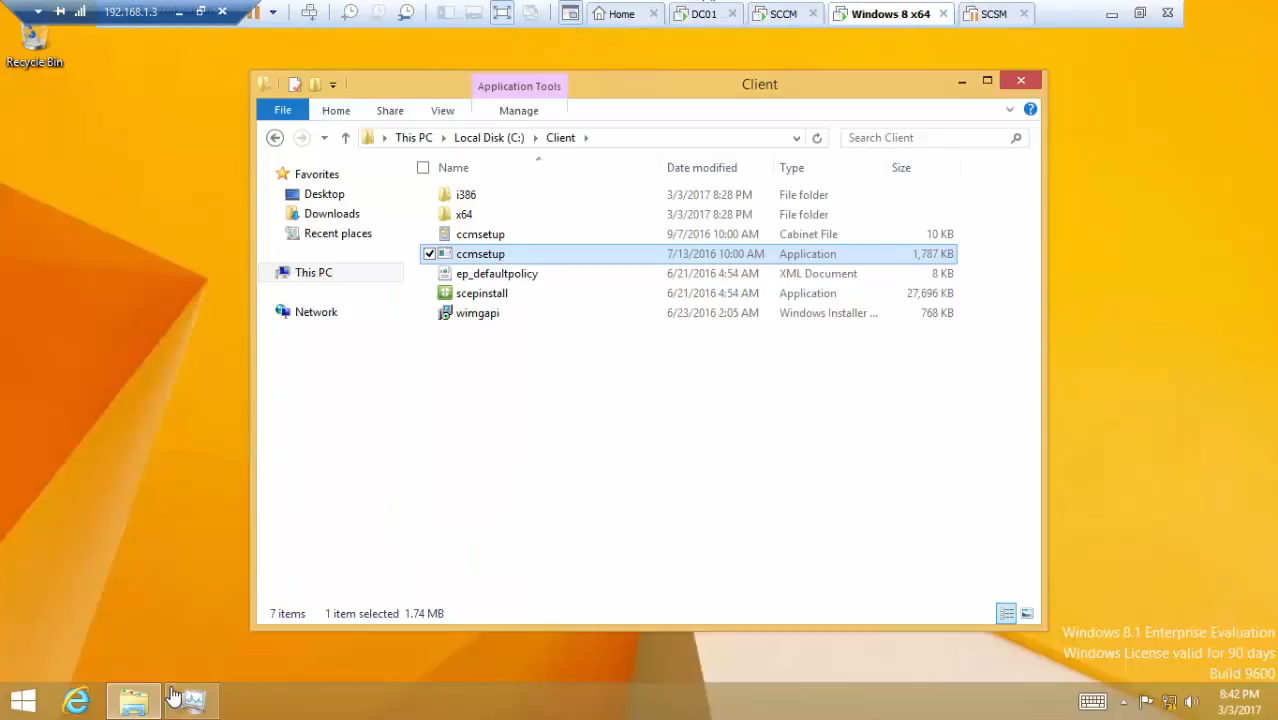 192.168.1.3 Home DC01 SCCM Windows 8 x64 SCSM
Recycle Bin
Application Tools Client
File Home Share View Manage
This PC Local Disk (C:) Client Search Client
Favorites
Desktop
Downloads
Recent places
This PC
Network
Name Date modified Type Size
i386 3/3/2017 8:28 PM File folder
x64 3/3/2017 8:28 PM File folder
ccmsetup 9/7/2016 10:00 AM Cabinet File 10 KB
ccmsetup 7/13/2016 10:00 AM Application 1,787 KB
ep_defaultpolicy 6/21/2016 4:54 AM XML Document 8 KB
scepinstall 6/21/2016 4:54 AM Application 27,696 KB
wimgapi 6/23/2016 2:05 AM Windows Installer ... 768 KB
7 items 1 item selected 1.74 MB
Windows 8.1 Enterprise Evaluation
Windows License valid for 90 days
Build 9600
8:42 PM
3/3/2017